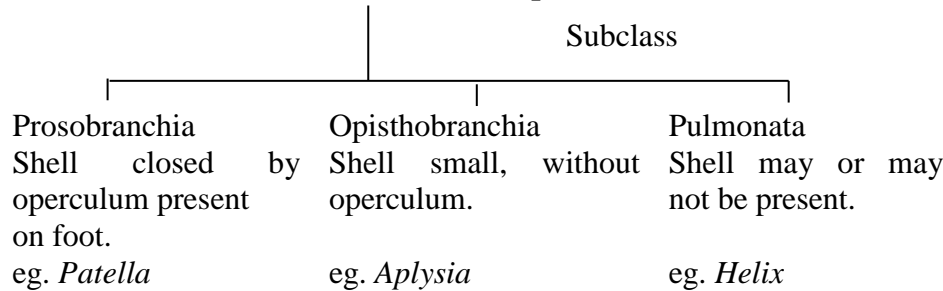 Subclass
Prosobranchia
Shell closed by
operculum present
on foot.
eg. Patella
Opisthobranchia
Shell small, without
operculum.
eg. Aplysia
Pulmonata
Shell may or may
not be present.
eg. Helix